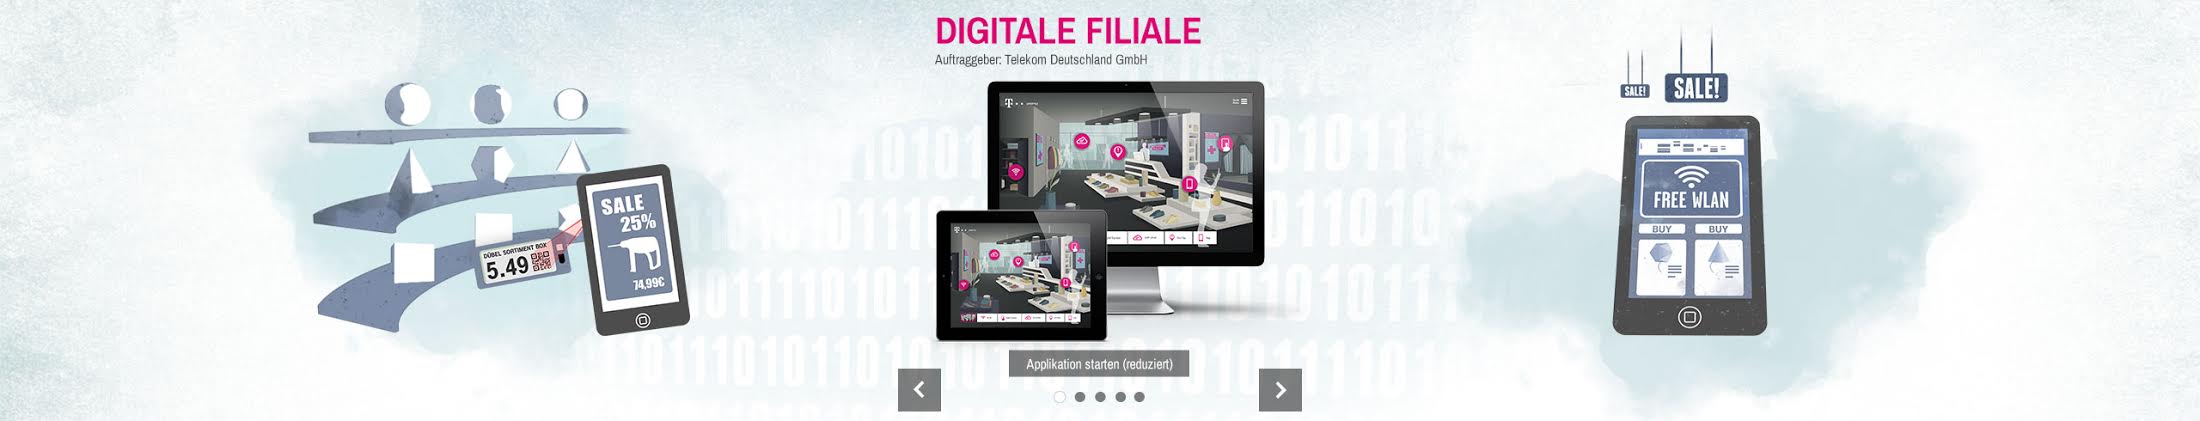 DIGITALE FILIALE
Auftraggeber: Telekom Deutschland GmbH
SALE
25%
74,99€
DÜBEL SORTIMENT BOX
5.49
SALE!
SALE!
FREE WLAN
BUY
BUY
Applikation starten (reduziert)